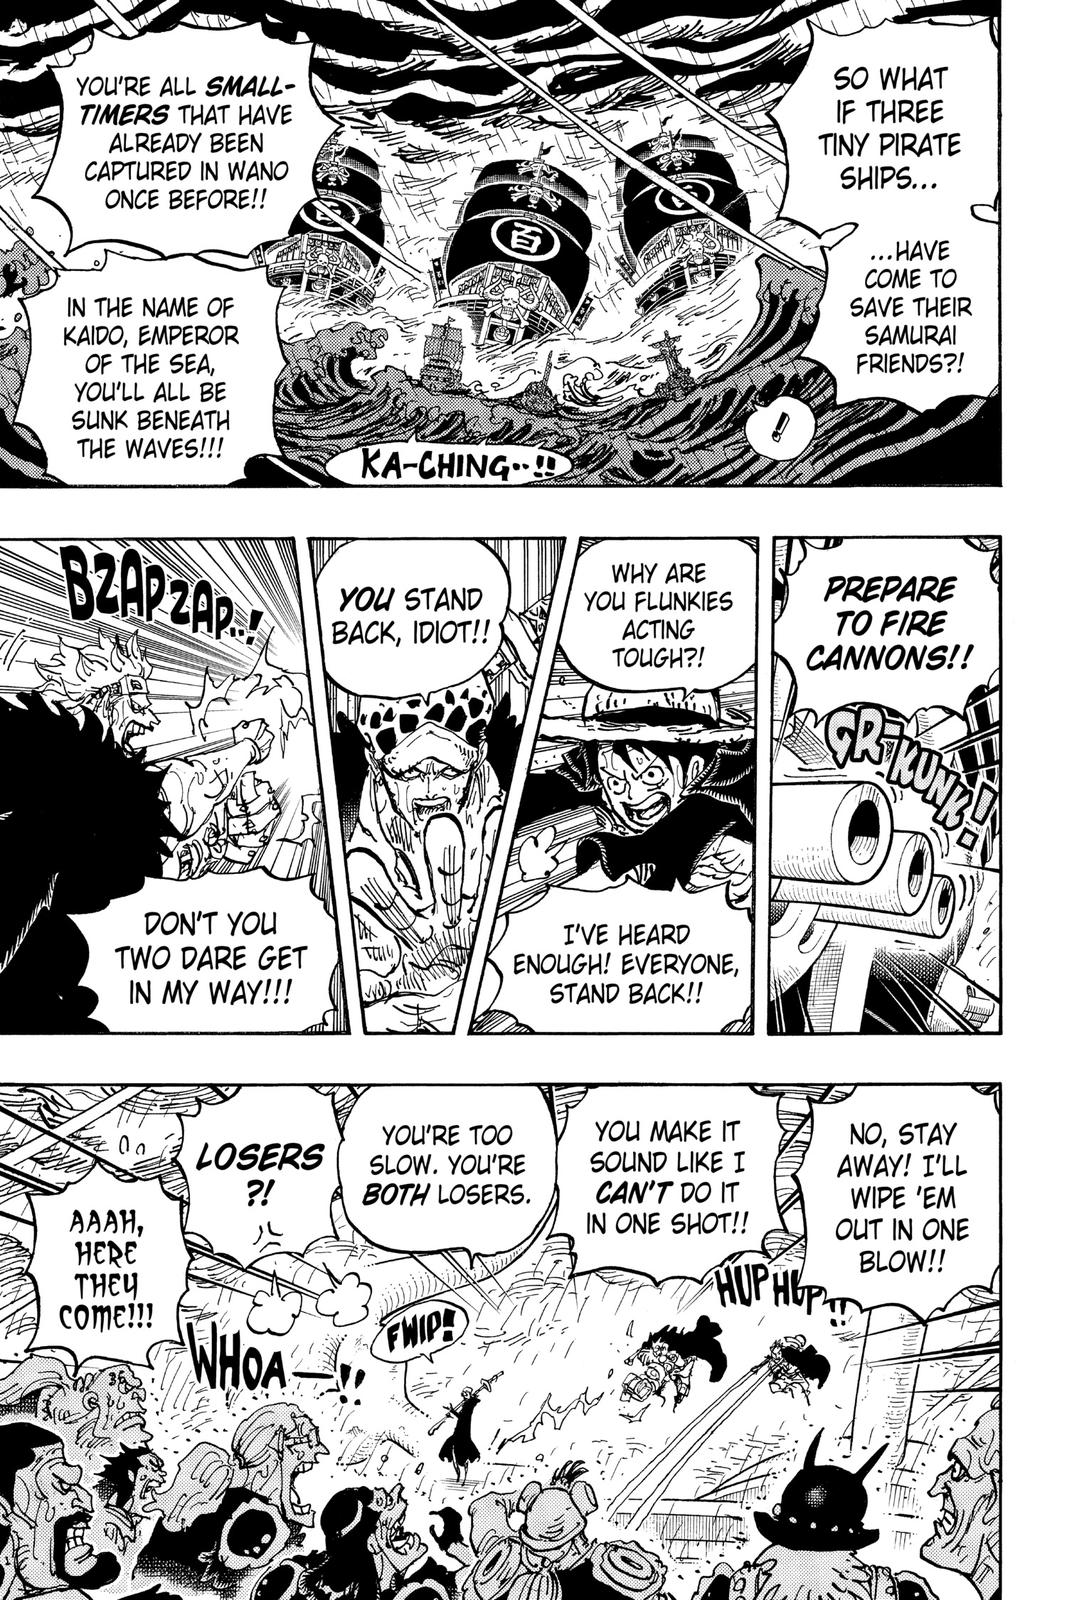 SO WHAT
IF THREE
TINY PIRATE
SHIPS...
...HAVE
COME TO
SAVE THEIR
SAMURAI
FRIENDS?!
YOU'RE ALL SMALL-
TIMERS THAT HAVE
ALREADY BEEN
CAPTURED IN WANO
ONCE BEFORE!!
IN THE NAME OF
KAIDO, EMPEROR
OF THE SEA,
YOU'LL ALL BE
SUNK BENEATH
THE WAVES!!!
百
百
百
!
KA-CHING..!!
PREPARE
TO FIRE
CANNONS!!
GRIKUNK!
WHY ARE
YOU FLUNKIES
ACTING
TOUGH?!
I'VE HEARD
ENOUGH! EVERYONE,
STAND BACK!!
YOU STAND
BACK, IDIOT!!
BZAPZAP..!
DON'T YOU
TWO DARE GET
IN MY WAY!!!
NO, STAY
AWAY! I'LL
WIPE 'EM
OUT IN ONE
BLOW!!
HUP HUP!!
YOU MAKE IT
SOUND LIKE I
CAN'T DO IT
IN ONE SHOT!!
YOU'RE TOO
SLOW. YOU'RE
BOTH LOSERS.
FWIP!
LOSERS
?!
WHOA—!!
AAAH,
HERE
THEY
COME!!!